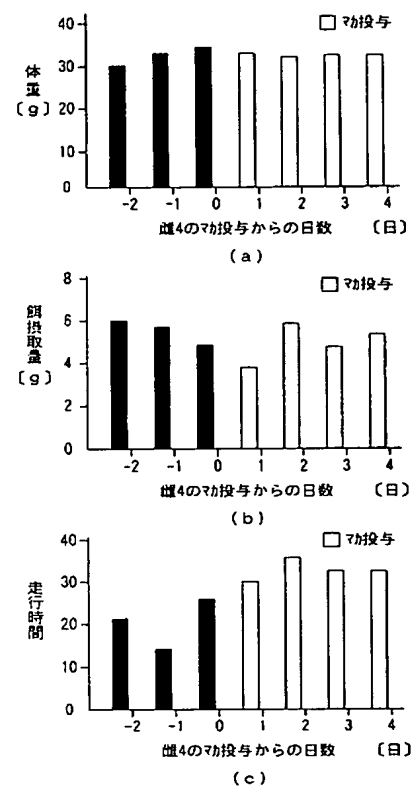 マカ投与
40
30
20
10
0
体重
〔g〕
-2 -1 0 1 2 3 4
雌4のマカ投与からの日数 〔日〕
(a)
マカ投与
8
6
4
2
0
餌摂取量
〔g〕
-2 -1 0 1 2 3 4
雌4のマカ投与からの日数 〔日〕
(b)
マカ投与
40
30
20
10
0
走行時間
-2 -1 0 1 2 3 4
雌4のマカ投与からの日数 〔日〕
(c)